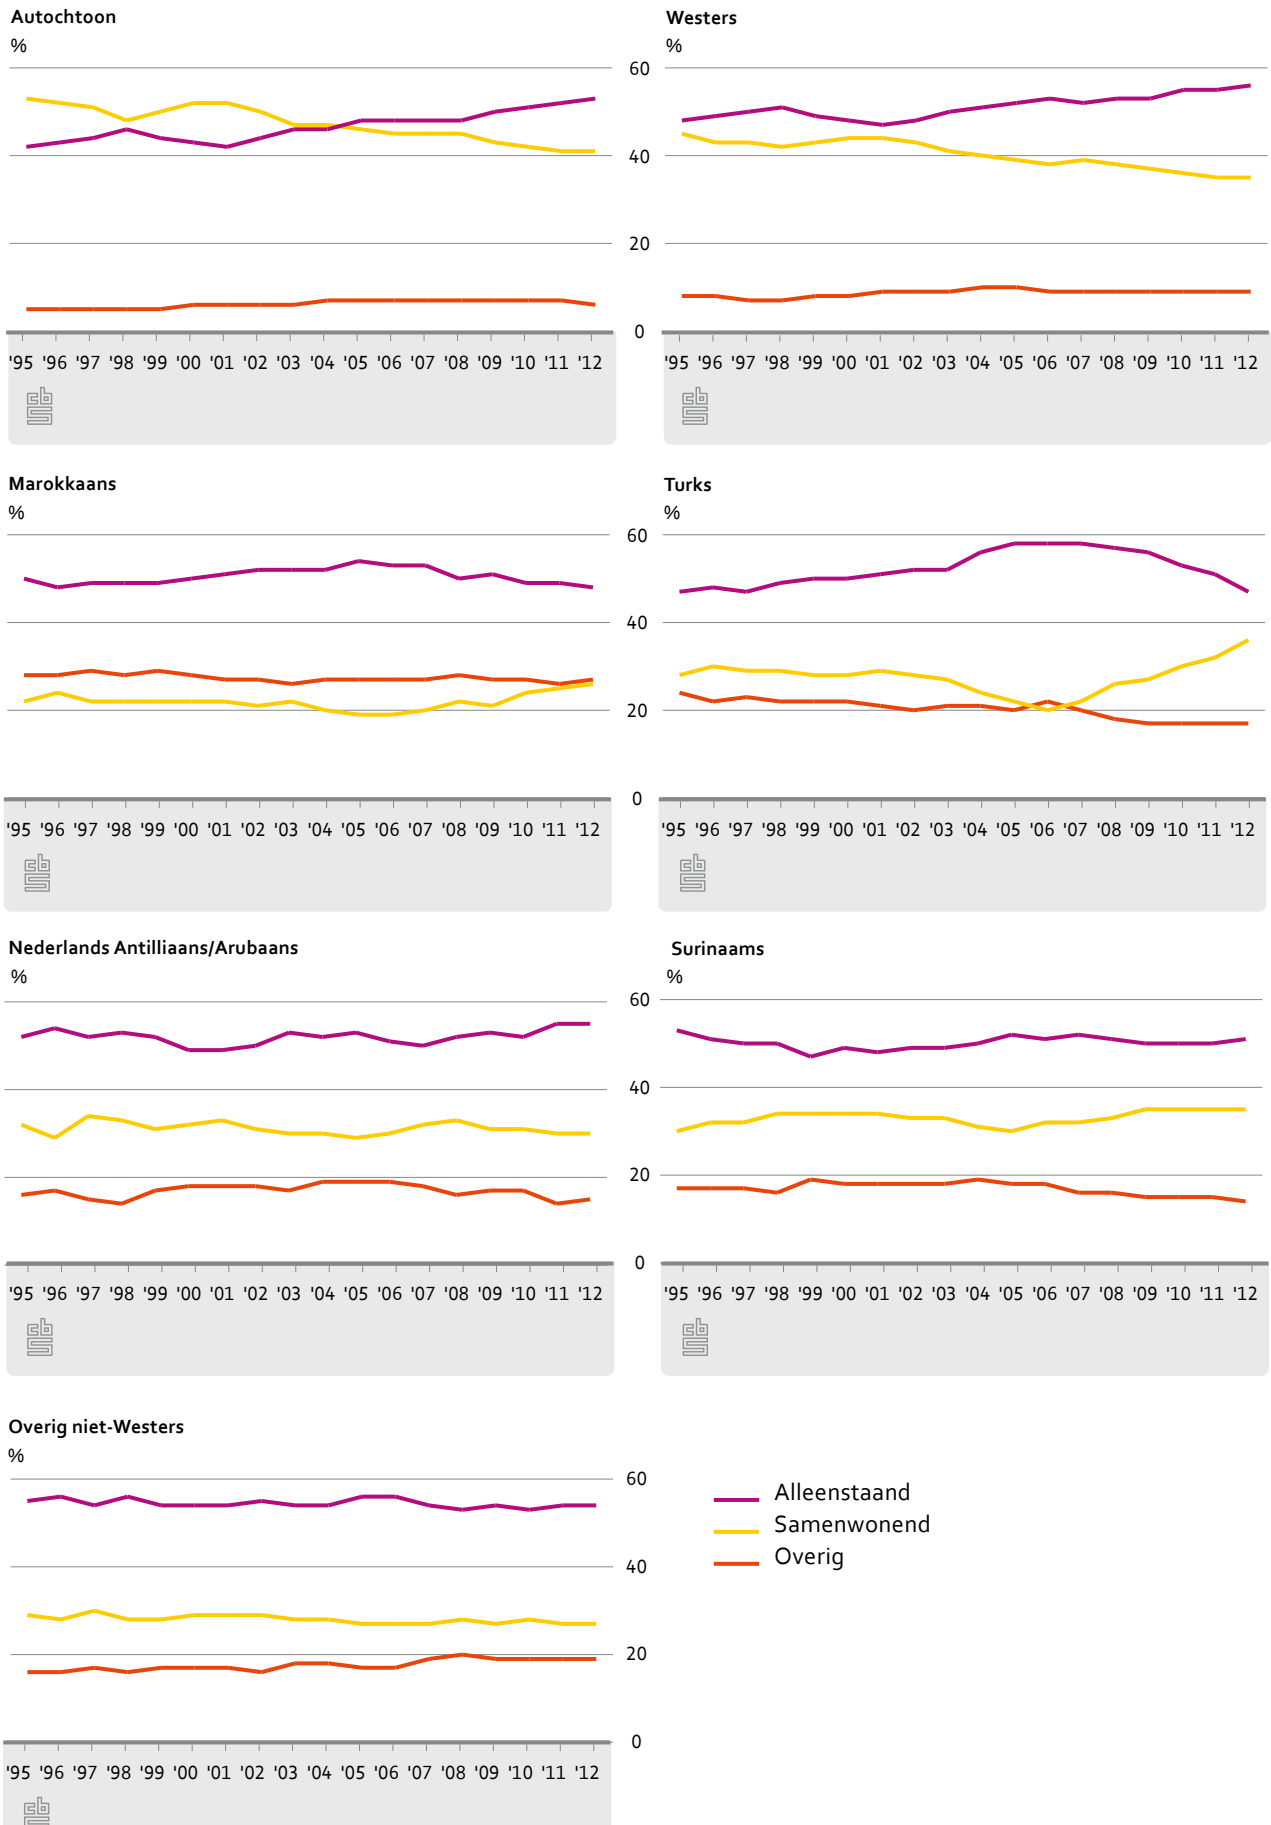 Autochtoon
%
Westers
%
60
40
20
0
'95 '96 '97 '98 '99 '00 '01 '02 '03 '04 '05 '06 '07 '08 '09 '10 '11 '12
'95 '96 '97 '98 '99 '00 '01 '02 '03 '04 '05 '06 '07 '08 '09 '10 '11 '12
cbs
cbs
Marokkaans
%
Turks
%
60
40
20
0
'95 '96 '97 '98 '99 '00 '01 '02 '03 '04 '05 '06 '07 '08 '09 '10 '11 '12
'95 '96 '97 '98 '99 '00 '01 '02 '03 '04 '05 '06 '07 '08 '09 '10 '11 '12
cbs
cbs
Nederlands Antilliaans/Arubaans
%
Surinaams
%
60
40
20
0
'95 '96 '97 '98 '99 '00 '01 '02 '03 '04 '05 '06 '07 '08 '09 '10 '11 '12
'95 '96 '97 '98 '99 '00 '01 '02 '03 '04 '05 '06 '07 '08 '09 '10 '11 '12
cbs
cbs
Overig niet-Westers
%
60
40
20
0
'95 '96 '97 '98 '99 '00 '01 '02 '03 '04 '05 '06 '07 '08 '09 '10 '11 '12
cb
Alleenstaand
Samenwonend
Overig